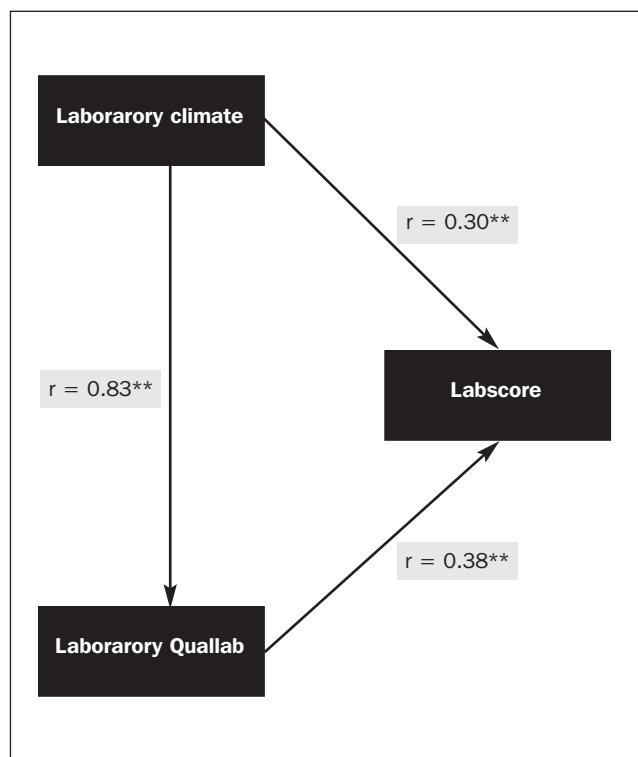 Laborarory climate
r = 0.30**
Labscore
r = 0.83**
r = 0.38**
Laborarory Quallab